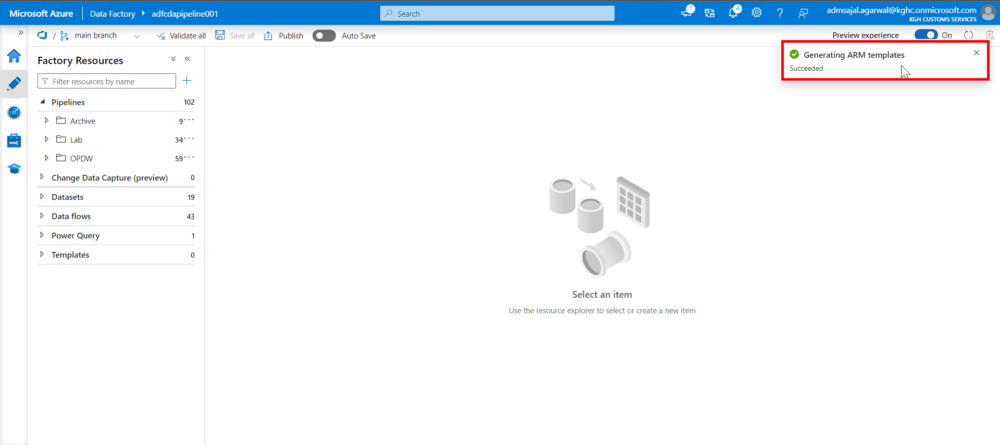 Microsoft Azure
Data Factory
adfcdapipeline001
Search
1
4
admsajal.agarwal@kghc.onmicrosoft.com
KGH CUSTOMS SERVICES
/
main branch
Validate all
Save all
Publish
Auto Save
Preview experience
On
Generating ARM templates
Succeeded
Factory Resources
Filter resources by name
Pipelines 102
Archive 9
Lab 34
OPDW 59
Change Data Capture (preview) 0
Datasets 19
Data flows 43
Power Query 1
Templates 0
Select an item
Use the resource explorer to select or create a new item